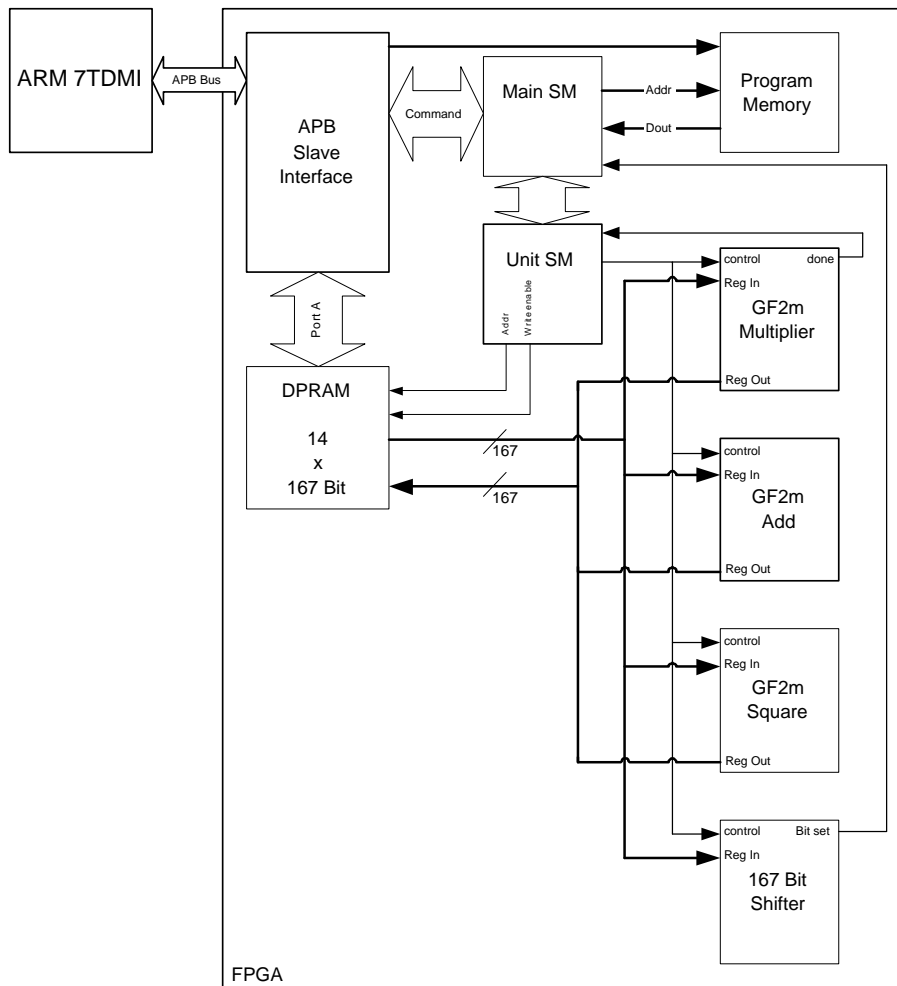 ARM 7TDMI
APB Bus
APB
Slave
Interface
Command
Main SM
Addr
Dout
Program
Memory
Unit SM
Addr
Write enable
Port A
DPRAM
14
x
167 Bit
167
167
control
done
Reg In
GF2m
Multiplier
Reg Out
control
Reg In
GF2m
Add
Reg Out
control
Reg In
GF2m
Square
Reg Out
control
Bit set
Reg In
167 Bit
Shifter
FPGA